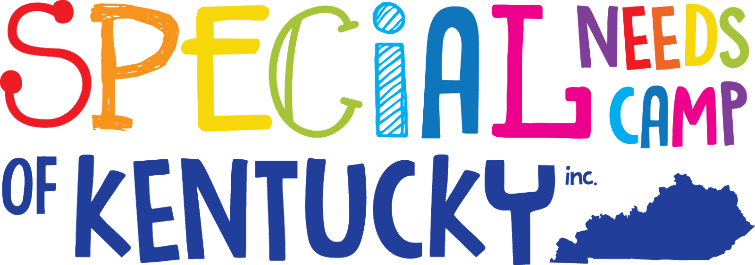 SPECiAL NEEDS
CAMP
OF KENTUCKY inc.